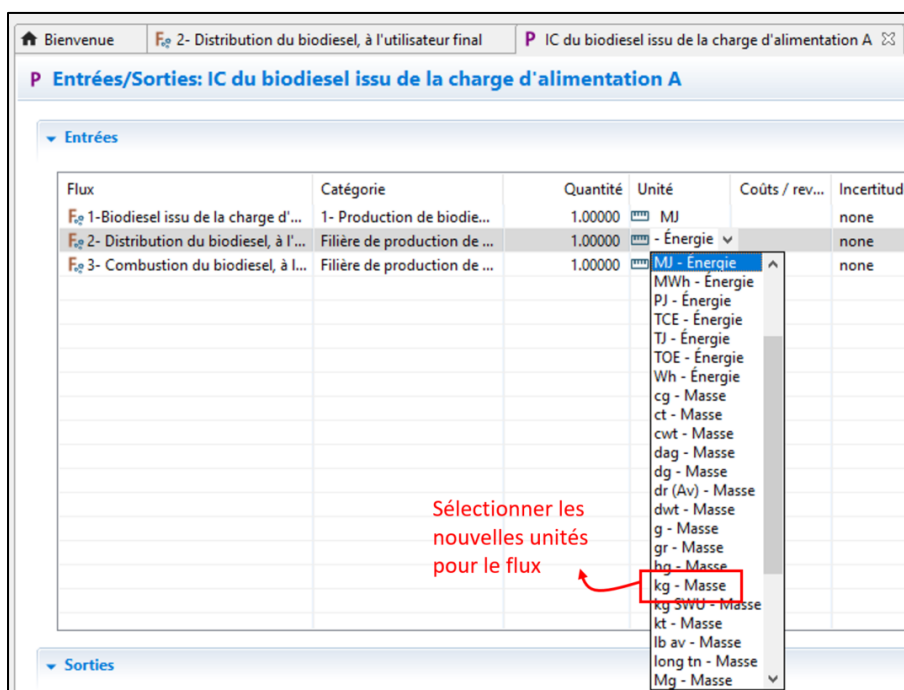 Bienvenue
F.e 2- Distribution du biodiesel, à l'utilisateur final
P IC du biodiesel issu de la charge d'alimentation A
P Entrées/Sorties: IC du biodiesel issu de la charge d'alimentation A
Entrées
Flux Catégorie Quantité Unité Coûts / rev... Incertitud
F.e 1-Biodiesel issu de la charge d'... 1- Production de biodie... 1.00000 MJ none
F.e 2- Distribution du biodiesel, à l'... Filière de production de ... 1.00000 - Énergie none
F.e 3- Combustion du biodiesel, à l... Filière de production de ... 1.00000 none
MJ - Énergie
MWh - Énergie
PJ - Énergie
TCE - Énergie
TJ - Énergie
TOE - Énergie
Wh - Énergie
cg - Masse
ct - Masse
cwt - Masse
dag - Masse
dg - Masse
dr (Av) - Masse
dwt - Masse
g - Masse
gr - Masse
hg - Masse
kg - Masse
kg SWU - Masse
kt - Masse
lb av - Masse
long tn - Masse
Mg - Masse
Sélectionner les
nouvelles unités
pour le flux
Sorties